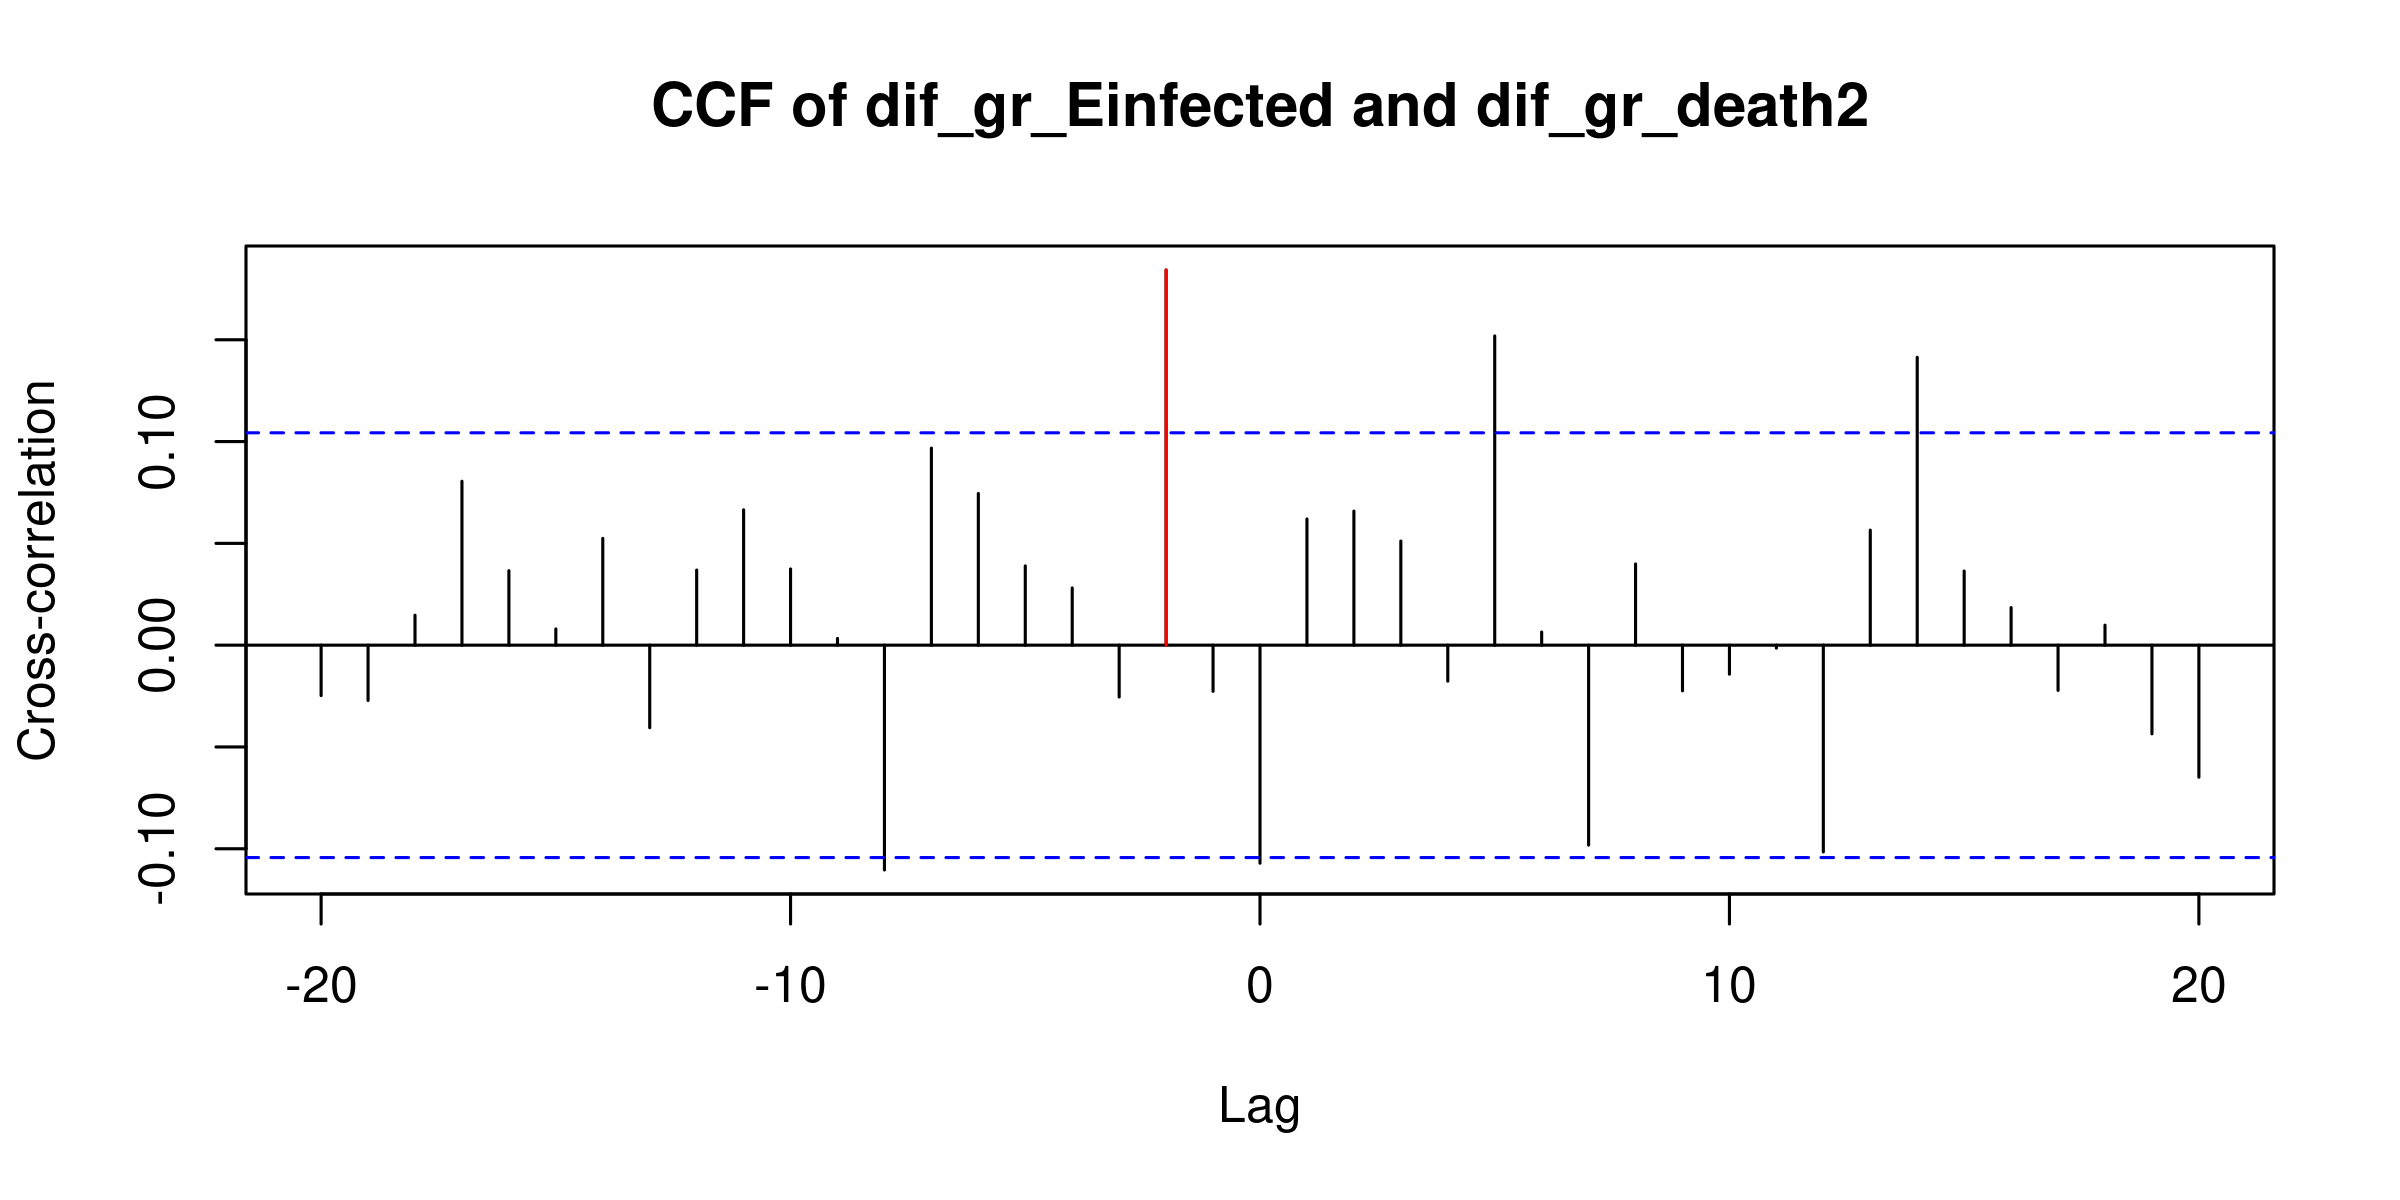 CCF of dif_gr_Einfected and dif_gr_death2
Cross-correlation
0.10
0.00
-0.10
-20 -10 0 10 20
Lag